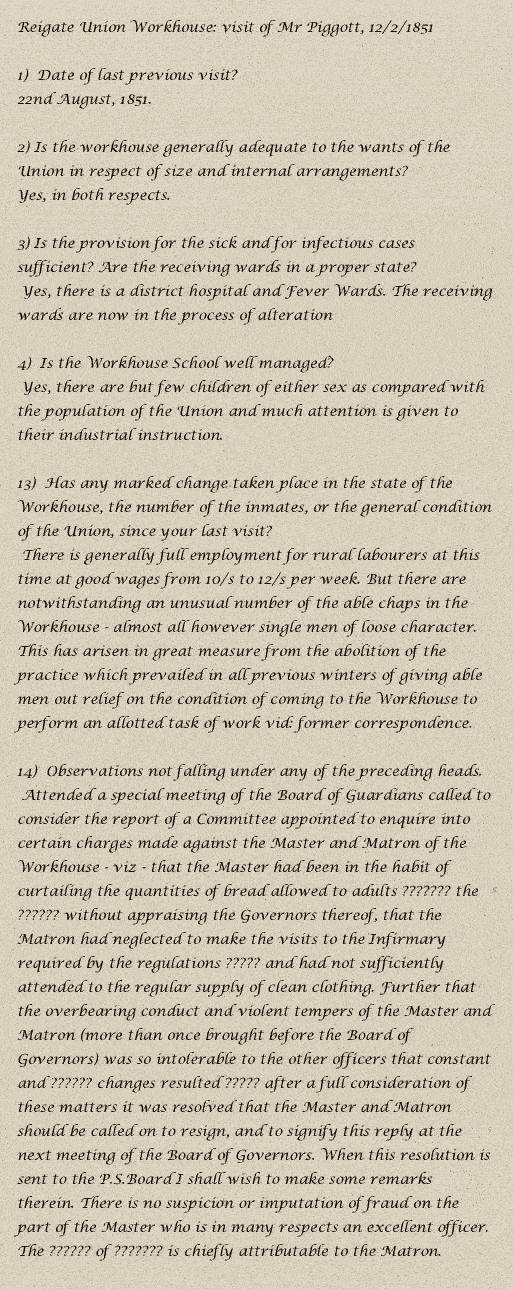 Reigate Union Workhouse: visit of Mr Piggott, 12/2/1851
1) Date of last previous visit?
22nd August, 1851.
2) Is the workhouse generally adequate to the wants of the
Union in respect of size and internal arrangements?
Yes, in both respects.
3) Is the provision for the sick and for infectious cases
sufficient? Are the receiving wards in a proper state?
Yes, there is a district hospital and Fever Wards. The receiving
wards are now in the process of alteration
4) Is the Workhouse School well managed?
Yes, there are but few children of either sex as compared with
the population of the Union and much attention is given to
their industrial instruction.
13) Has any marked change taken place in the state of the
Workhouse, the number of the inmates, or the general condition
of the Union, since your last visit?
There is generally full employment for rural labourers at this
time at good wages from 10/s to 12/s per week. But there are
notwithstanding an unusual number of the able chaps in the
Workhouse - almost all however single men of loose character.
This has arisen in great measure from the abolition of the
practice which prevailed in all previous winters of giving able
men out relief on the condition of coming to the Workhouse to
perform an allotted task of work vid: former correspondence.
14) Observations not falling under any of the preceding heads.
Attended a special meeting of the Board of Guardians called to
consider the report of a Committee appointed to enquire into
certain charges made against the Master and Matron of the
Workhouse - viz - that the Master had been in the habit of
curtailing the quantities of bread allowed to adults ??????? the
?????? without appraising the Governors thereof, that the
Matron had neglected to make the visits to the Infirmary
required by the regulations ????? and had not sufficiently
attended to the regular supply of clean clothing. Further that
the overbearing conduct and violent tempers of the Master and
Matron (more than once brought before the Board of
Governors) was so intolerable to the other officers that constant
and ?????? changes resulted ????? after a full consideration of
these matters it was resolved that the Master and Matron
should be called on to resign, and to signify this reply at the
next meeting of the Board of Governors. When this resolution is
sent to the P.S.Board I shall wish to make some remarks
therein. There is no suspicion or imputation of fraud on the
part of the Master who is in many respects an excellent officer.
The ?????? of ??????? is chiefly attributable to the Matron.